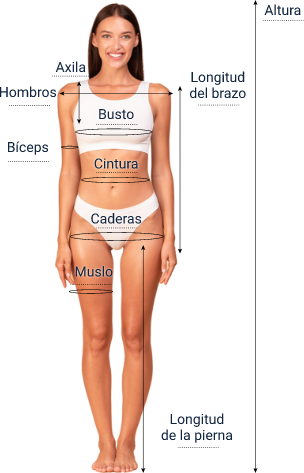 Altura
Axila
Longitud
del brazo
Hombros
Busto
Bíceps
Cintura
Caderas
Muslo
Longitud
de la pierna